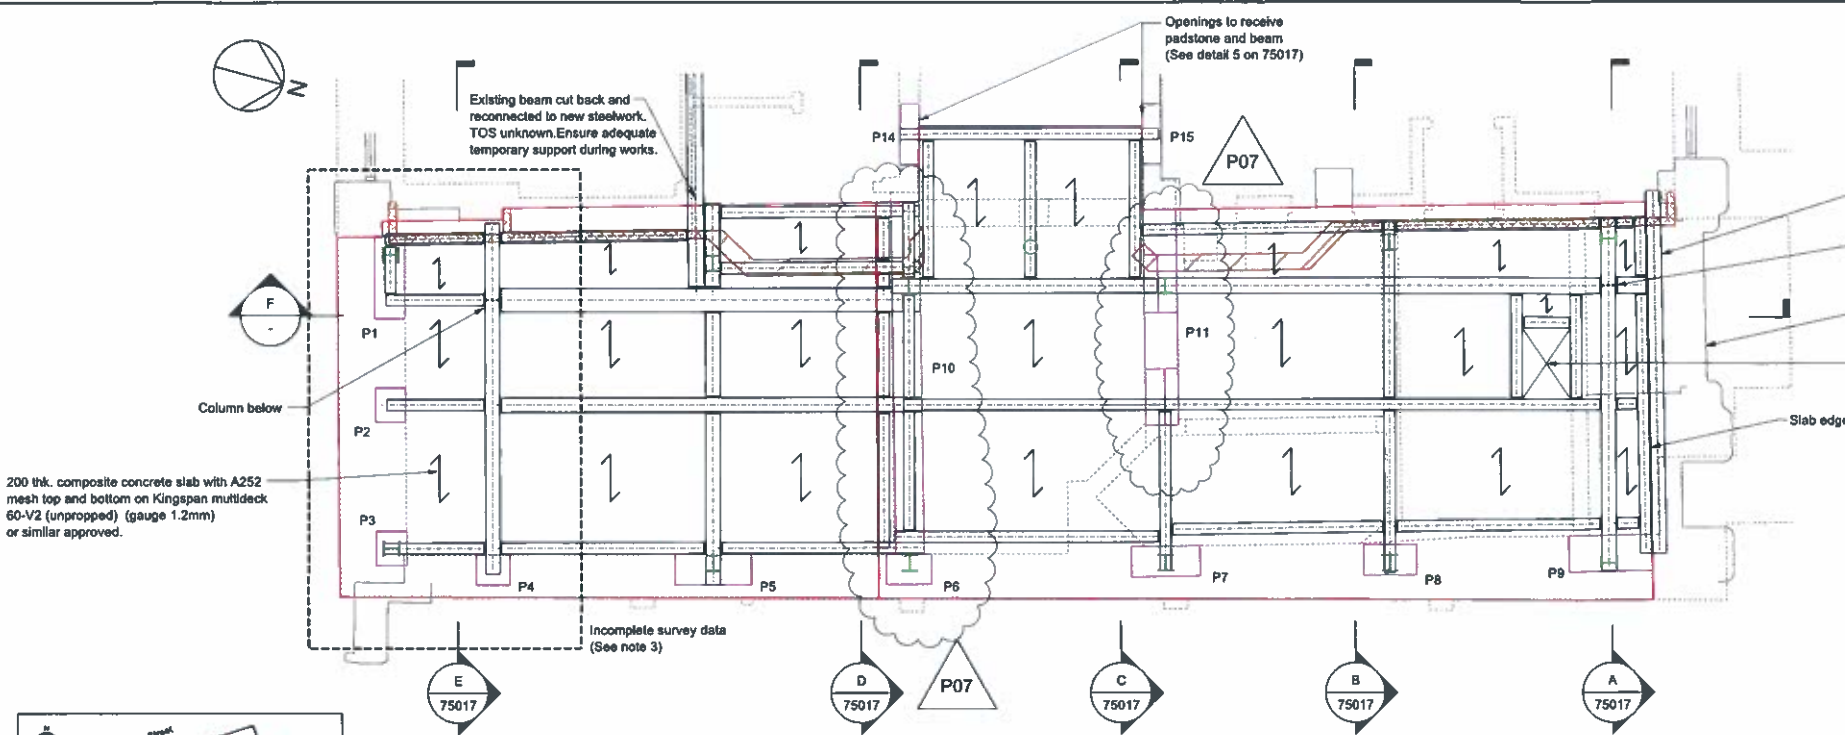 Openings to receive
padstone and beam
(See detail 5 on 75017)
N
Existing beam cut back and
reconnected to new steelwork.
TOS unknown.Ensure adequate
temporary support during works.
P14
P15
P07
F
-
P1
P11
P10
Column below
P2
Slab edge
200 thk. composite concrete slab with A252
mesh top and bottom on Kingspan multideck
60-V2 (unpropped) (gauge 1.2mm)
or similar approved.
P3
P4
P5
P6
P7
P8
P9
Incomplete survey data
(See note 3)
E
75017
D
75017
P07
C
75017
B
75017
A
75017
N
Street